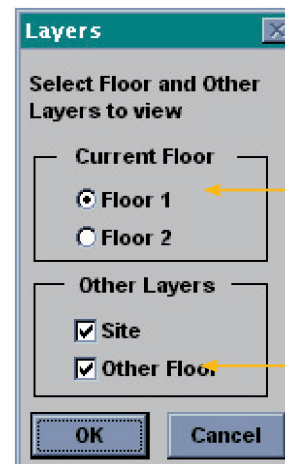 Layers
Select Floor and Other
Layers to view
Current Floor
Floor 1
Floor 2
Other Layers
Site
Other Floor
OK
Cancel